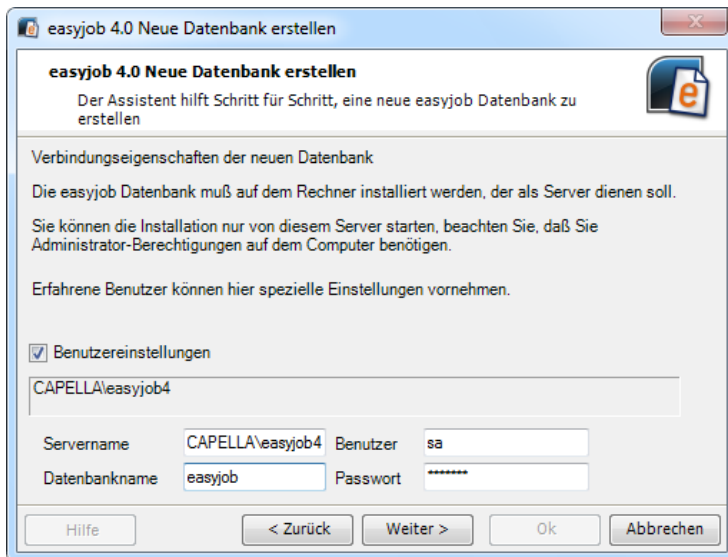 easyjob 4.0 Neue Datenbank erstellen
easyjob 4.0 Neue Datenbank erstellen
Der Assistent hilft Schritt für Schritt, eine neue easyjob Datenbank zu
erstellen
Verbindungseigenschaften der neuen Datenbank
Die easyjob Datenbank muß auf dem Rechner installiert werden, der als Server dienen soll.
Sie können die Installation nur von diesem Server starten, beachten Sie, daß Sie
Administrator-Berechtigungen auf dem Computer benötigen.
Erfahrene Benutzer können hier spezielle Einstellungen vornehmen.
Benutzereinstellungen
CAPELLA\easyjob4
Servername CAPELLA\easyjob4 Benutzer sa
Datenbankname easyjob Passwort *******
Hilfe < Zurück Weiter > Ok Abbrechen